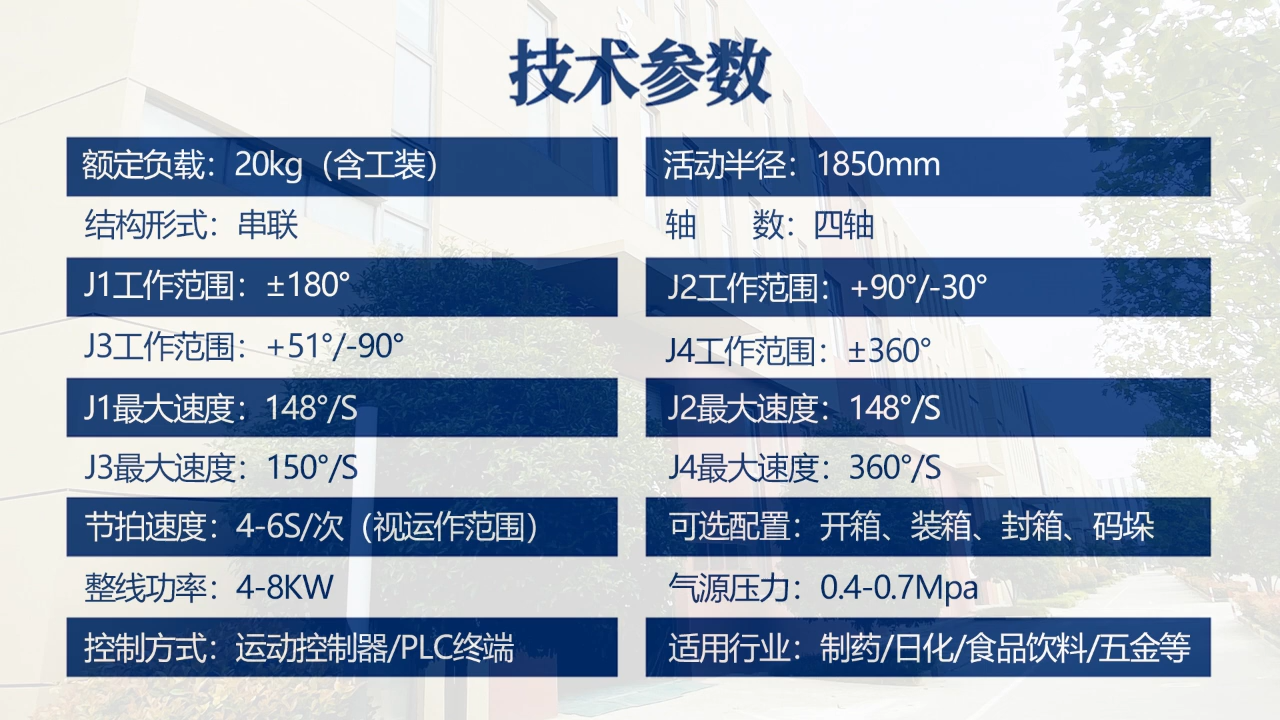 技术参数
额定负载：20kg（含工装）
活动半径：1850mm
结构形式：串联
轴　数：四轴
J1工作范围：±180°
J2工作范围：+90°/-30°
J3工作范围：+51°/-90°
J4工作范围：±360°
J1最大速度：148°/S
J2最大速度：148°/S
J3最大速度：150°/S
J4最大速度：360°/S
节拍速度：4-6S/次（视运作范围）
可选配置：开箱、装箱、封箱、码垛
整线功率：4-8KW
气源压力：0.4-0.7Mpa
控制方式：运动控制器/PLC终端
适用行业：制药/日化/食品饮料/五金等